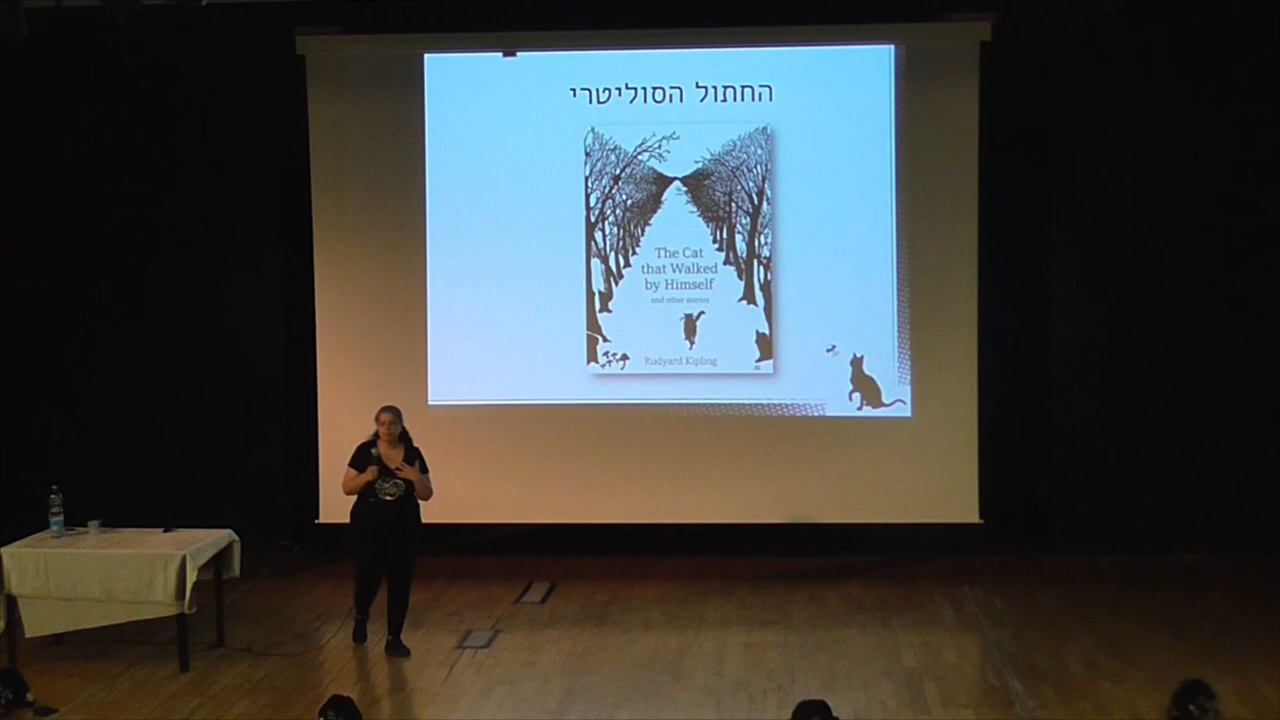 החתול הסוליטרי
The Cat
that Walked
by Himself
and other stories
Rudyard Kipling